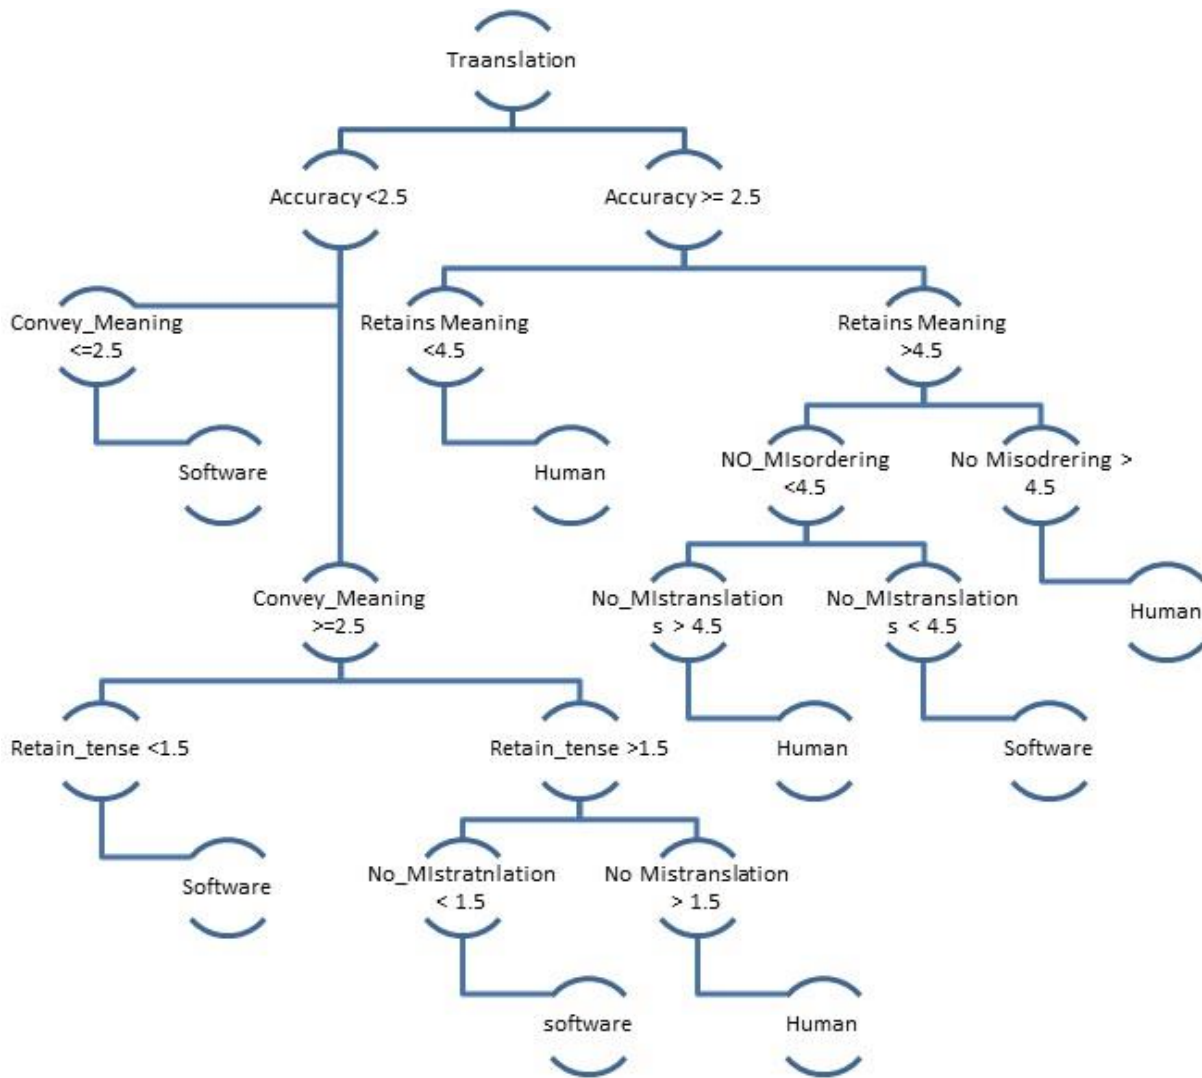 Traanslation
Accuracy <2.5
Accuracy >= 2.5
Convey_Meaning
<=2.5
Retains Meaning
<4.5
Retains Meaning
>4.5
Software
Human
NO_MIsordering
<4.5
No Misodrering >
4.5
Convey_Meaning
>=2.5
No_MIstranslation
s > 4.5
No_MIstranslation
s < 4.5
Human
Retain_tense <1.5
Retain_tense >1.5
Human
Software
Software
No_MIstratnlation
< 1.5
No Mistranslation
> 1.5
software
Human